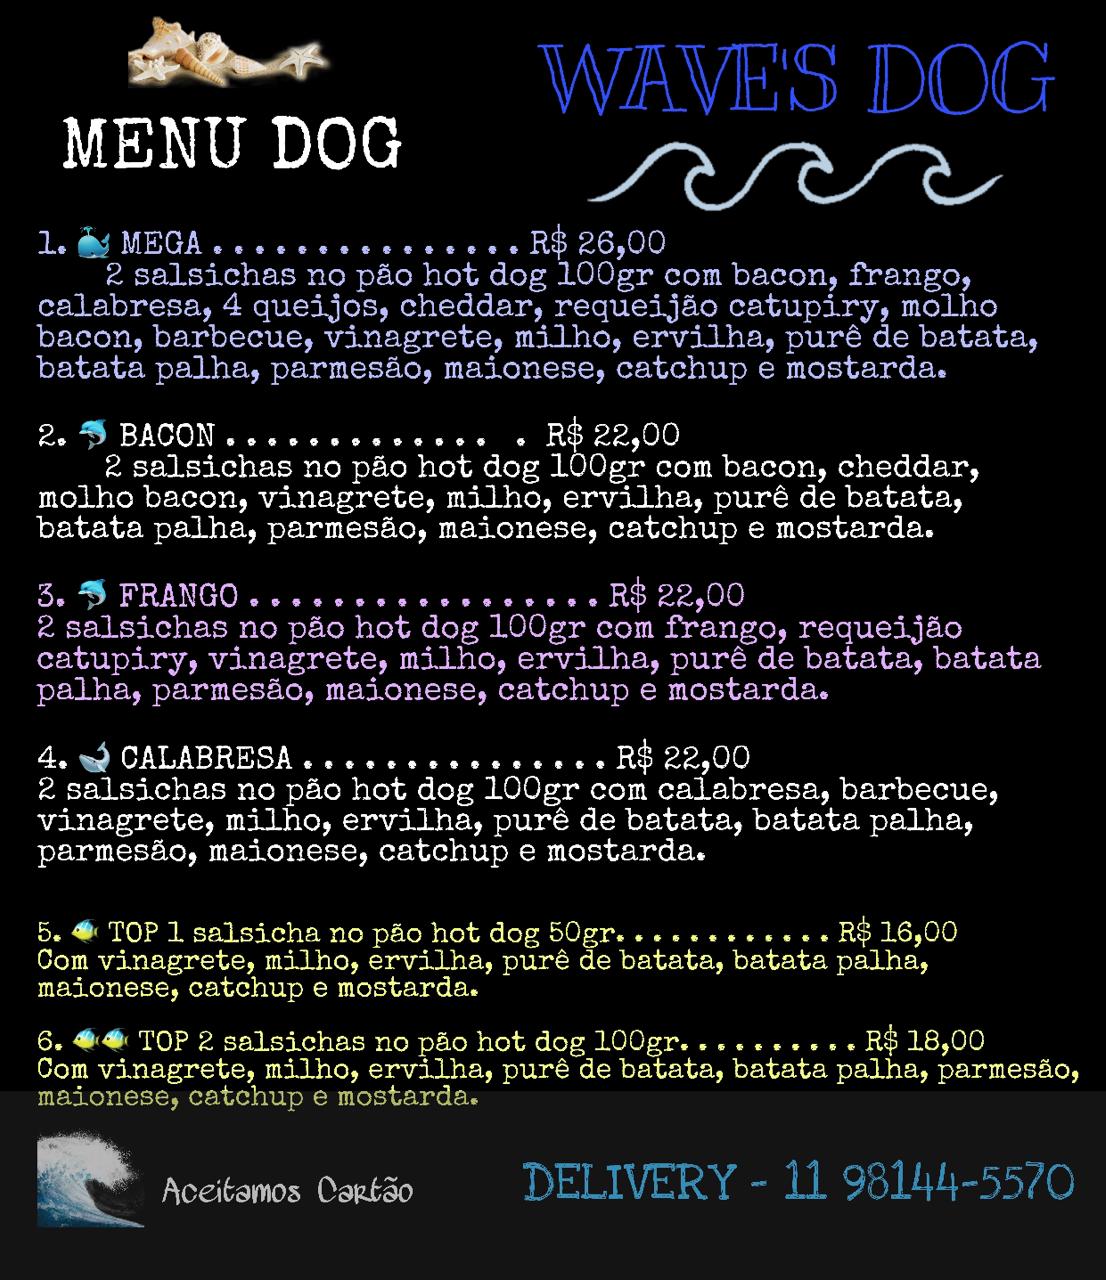 MENU DOG
WAVE'S DOG
1. 🐳 MEGA . . . . . . . . . . . . . . . R$ 26,00
2 salsichas no pão hot dog 100gr com bacon, frango,
calabresa, 4 queijos, cheddar, requeijão catupiry, molho
bacon, barbecue, vinagrete, milho, ervilha, purê de batata,
batata palha, parmesão, maionese, catchup e mostarda.
2. 🐬 BACON . . . . . . . . . . . . . . R$ 22,00
2 salsichas no pão hot dog 100gr com bacon, cheddar,
molho bacon, vinagrete, milho, ervilha, purê de batata,
batata palha, parmesão, maionese, catchup e mostarda.
3. 🐬 FRANGO . . . . . . . . . . . . . . . . . R$ 22,00
2 salsichas no pão hot dog 100gr com frango, requeijão
catupiry, vinagrete, milho, ervilha, purê de batata, batata
palha, parmesão, maionese, catchup e mostarda.
4. 🐋 CALABRESA . . . . . . . . . . . . . . . R$ 22,00
2 salsichas no pão hot dog 100gr com calabresa, barbecue,
vinagrete, milho, ervilha, purê de batata, batata palha,
parmesão, maionese, catchup e mostarda.
5. 🐠 TOP 1 salsicha no pão hot dog 50gr. . . . . . . . . . . . R$ 16,00
Com vinagrete, milho, ervilha, purê de batata, batata palha,
maionese, catchup e mostarda.
6. 🐠🐠 TOP 2 salsichas no pão hot dog 100gr. . . . . . . . . . R$ 18,00
Com vinagrete, milho, ervilha, purê de batata, batata palha, parmesão,
maionese, catchup e mostarda.
Aceitamos Cartão
DELIVERY - 11 98144-5570